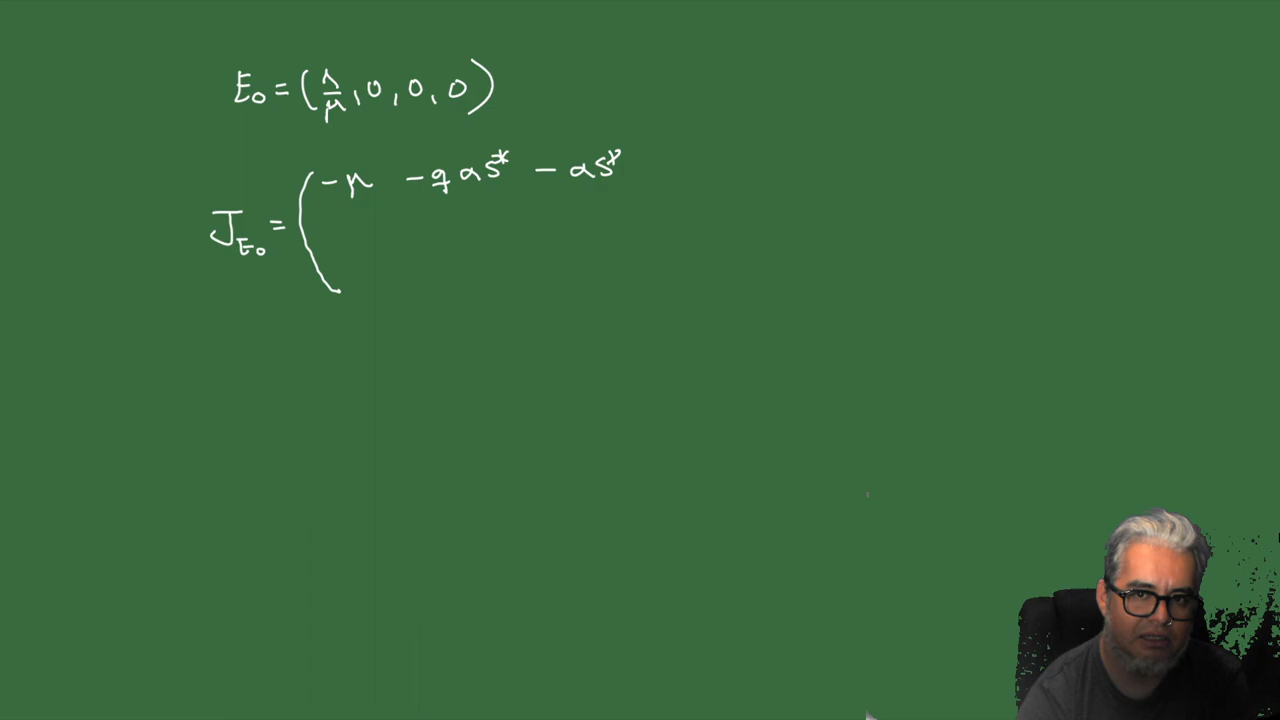 E₀ = (λ/μ, 0, 0, 0)
J_E₀ = ( -μ  -qαS*  -αS*